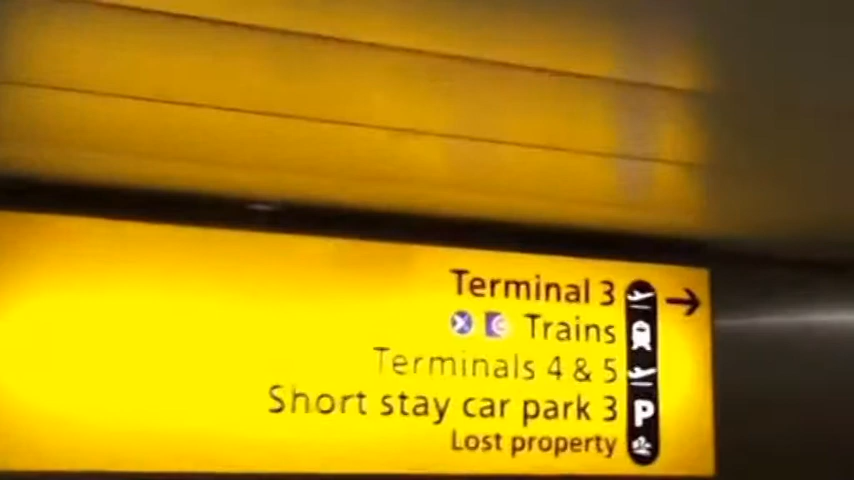 Terminal 3
Trains
Terminals 4 & 5
Short stay car park 3 P
Lost property